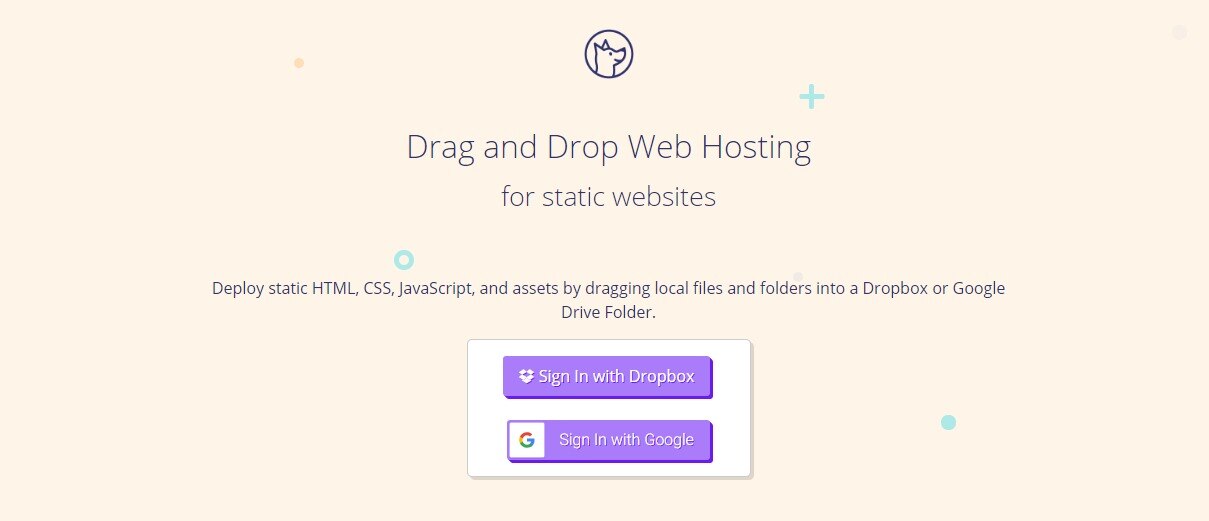 Drag and Drop Web Hosting
for static websites
Deploy static HTML, CSS, JavaScript, and assets by dragging local files and folders into a Dropbox or Google
Drive Folder.
Sign In with Dropbox
Sign In with Google